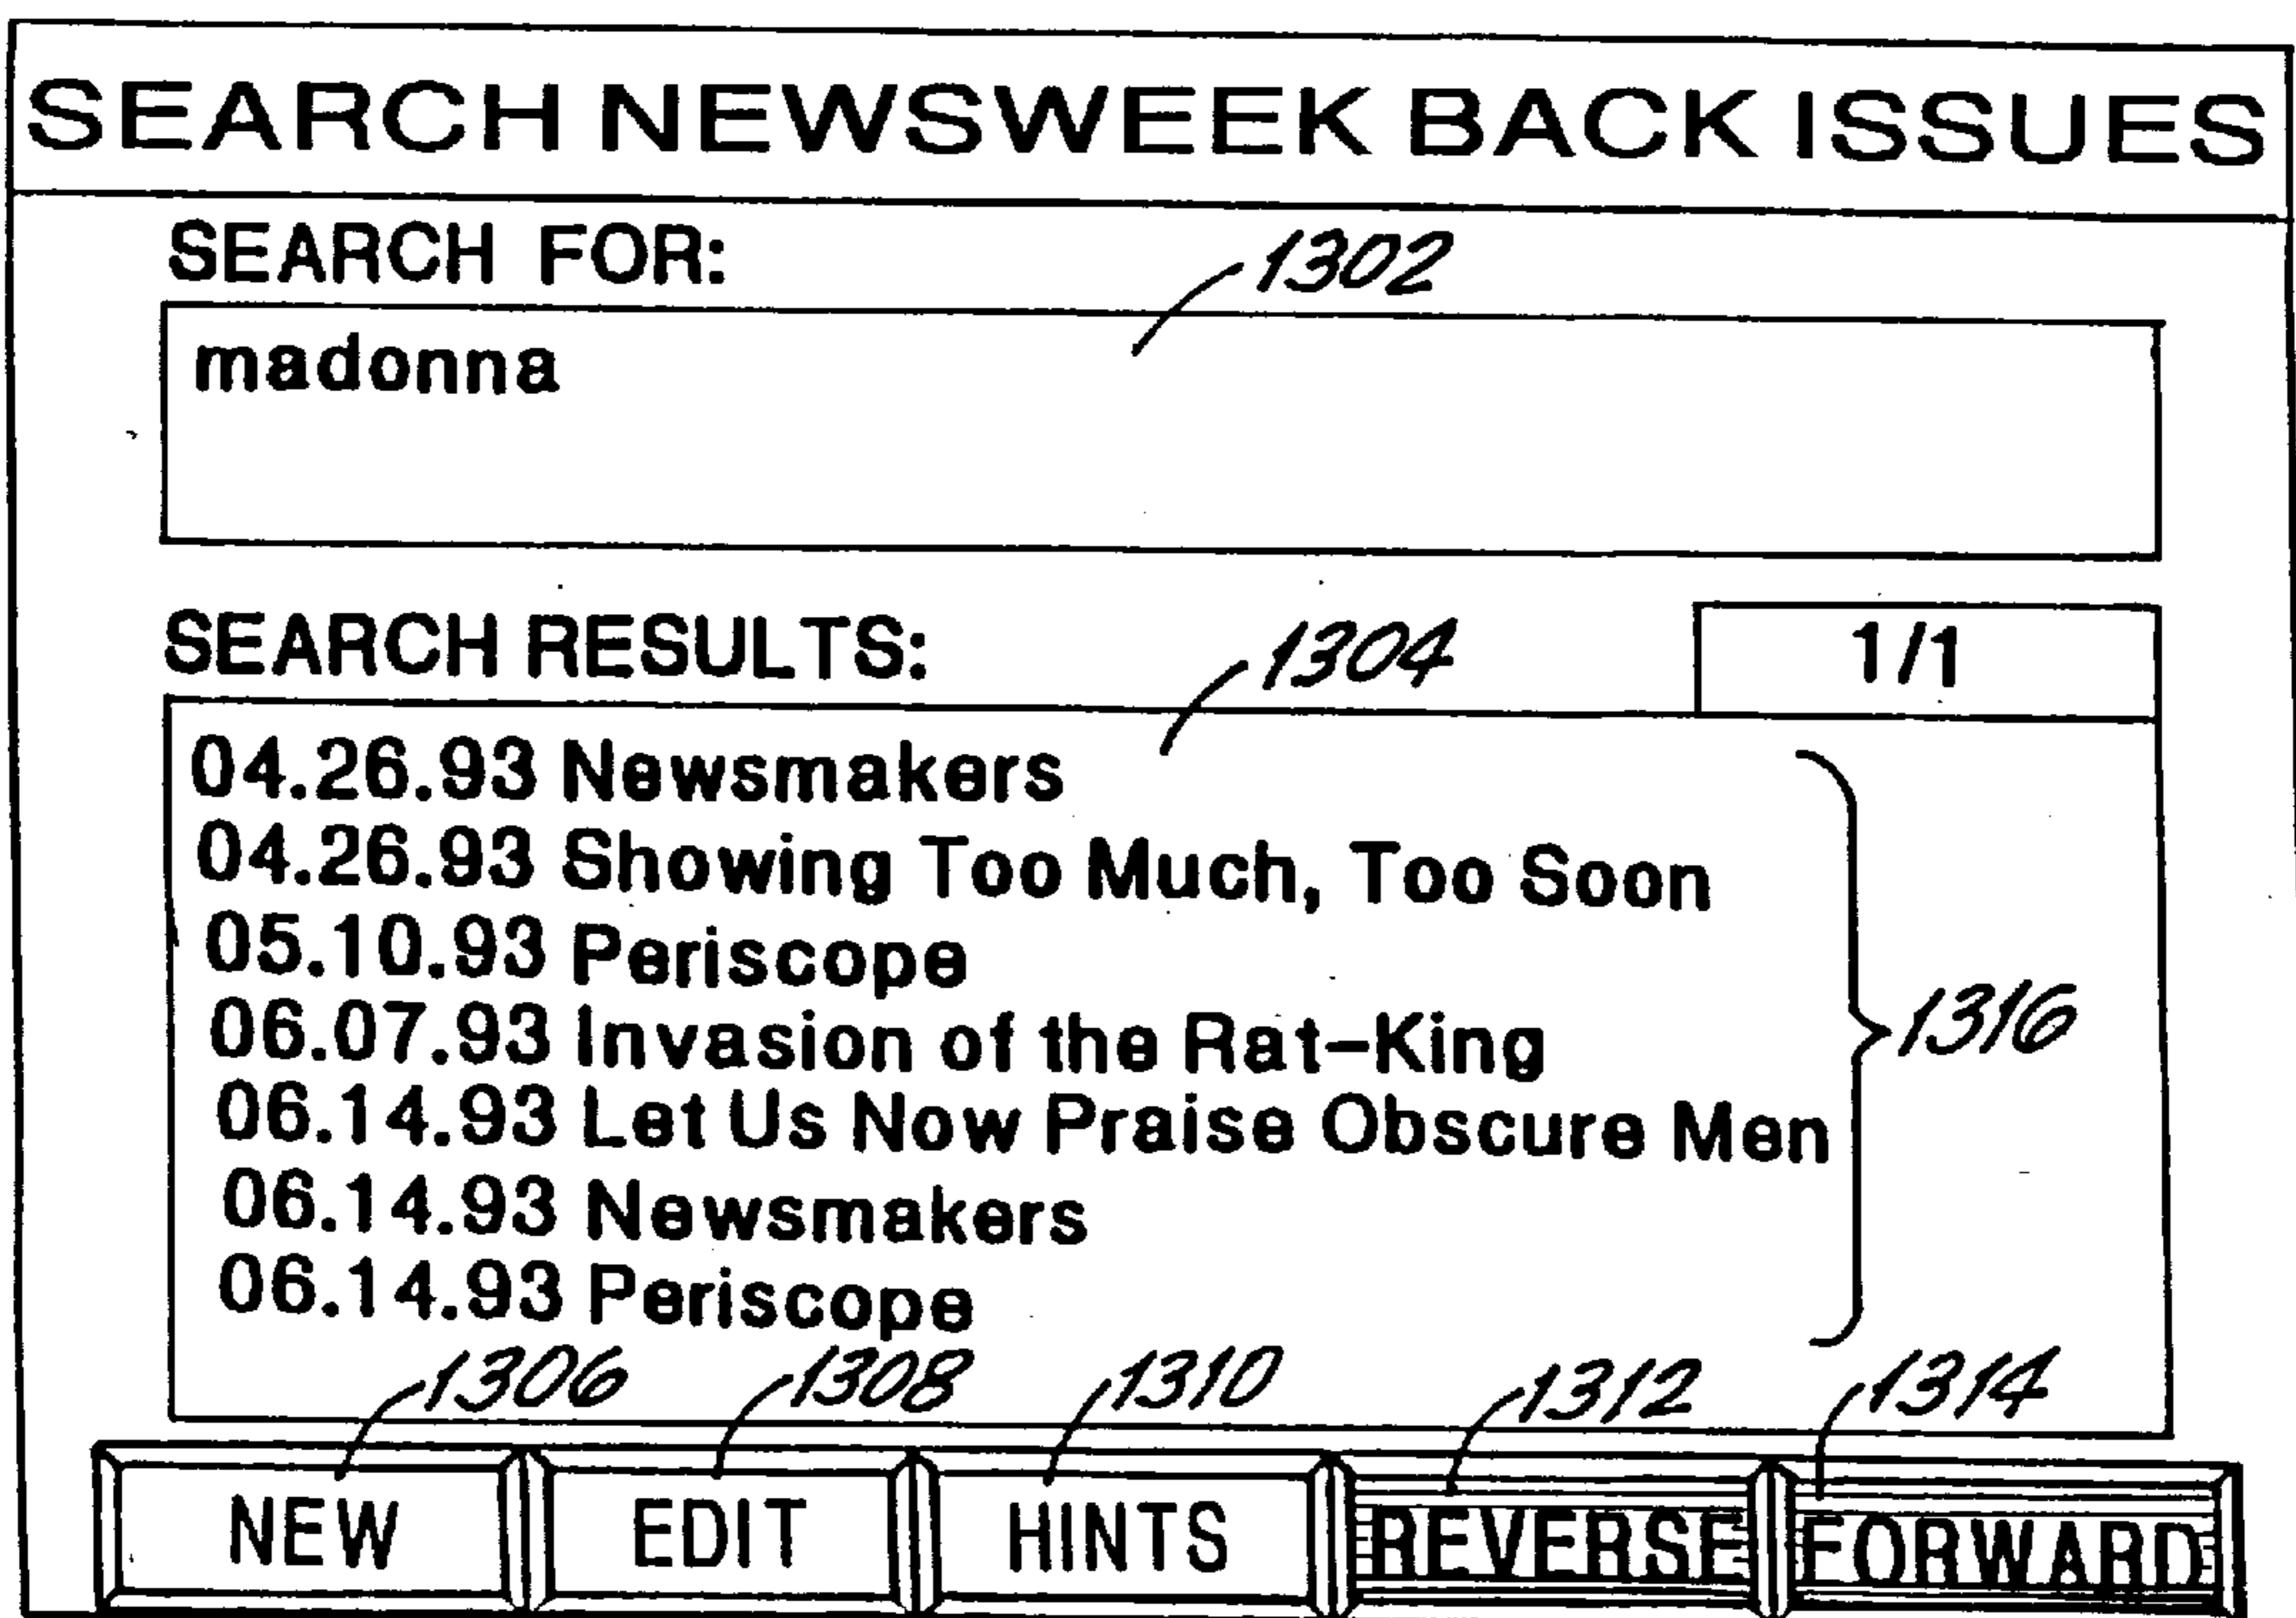 SEARCH NEWSWEEK BACK ISSUES
SEARCH FOR:
1302
madonna
SEARCH RESULTS:
1304
1/1
04.26.93 Newsmakers
04.26.93 Showing Too Much, Too Soon
05.10.93 Periscope
06.07.93 Invasion of the Rat-King
1316
06.14.93 Let Us Now Praise Obscure Men
06.14.93 Newsmakers
06.14.93 Periscope
1306 1308 1310 1312 1314
NEW EDIT HINTS REVERSE FORWARD